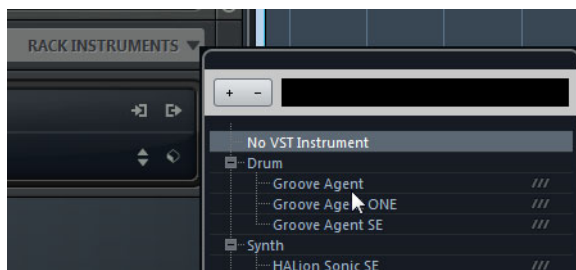 RACK INSTRUMENTS
+ -
No VST Instrument
Drum
Groove Agent
Groove Agent ONE
Groove Agent SE
Synth
HALion Sonic SE